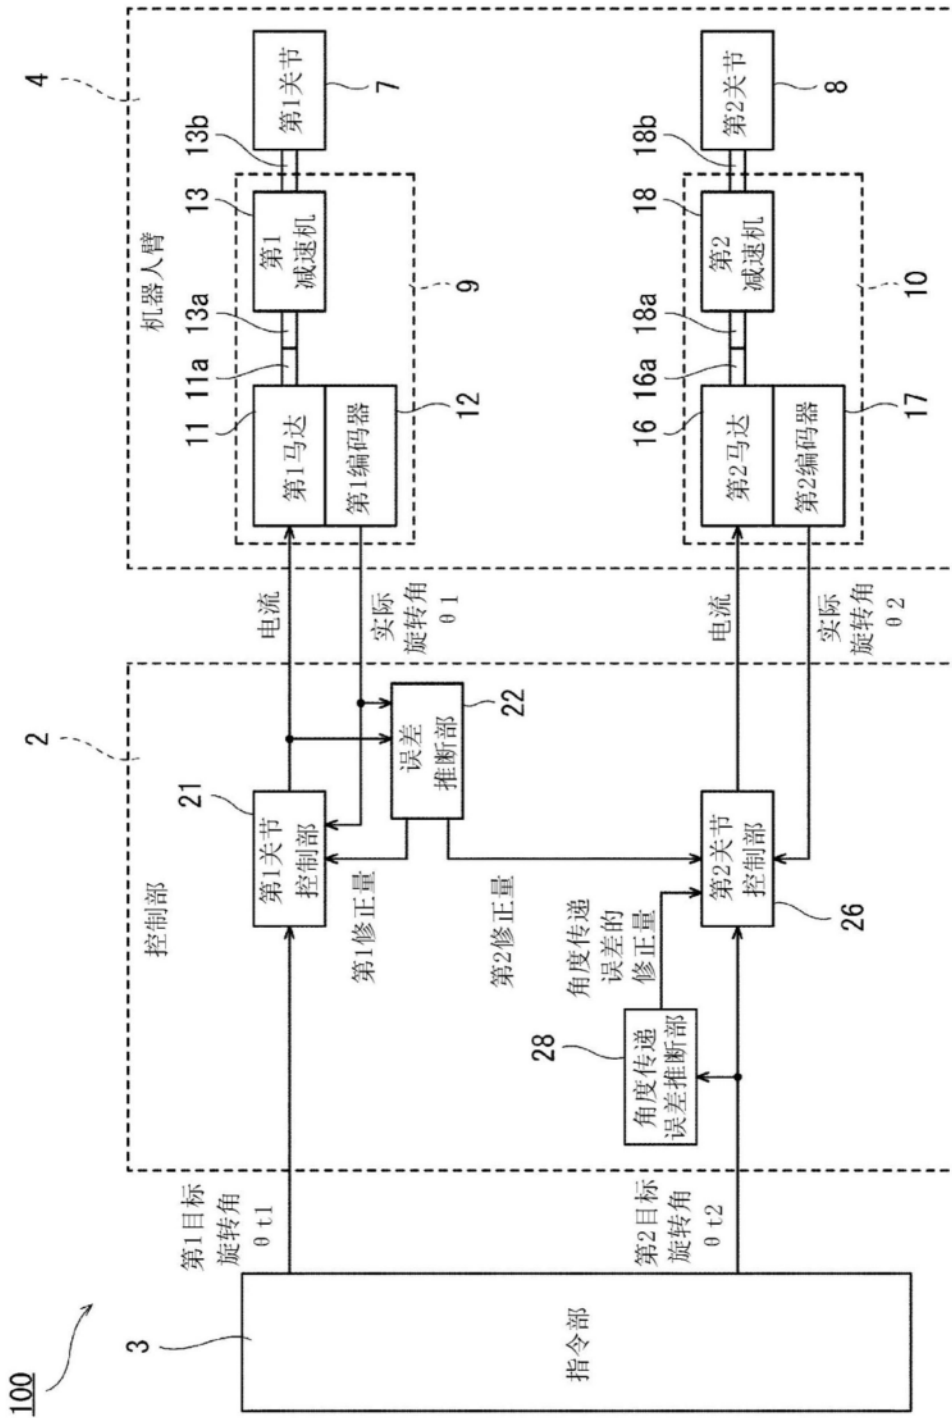 100
3
指令部
第1目标
旋转角
θt1
第2目标
旋转角
θt2
2
控制部
21
第1关节
控制部
22
误差
推断部
第1修正量
第2修正量
角度传递
误差的
修正量
28
角度传递
误差推断部
第2关节
控制部
26
电流
实际
旋转角
θ1
电流
实际
旋转角
θ2
4
机器人臂
11
11a
13a
13
13b
第1马达
第1编码器
12
第1
减速机
第1关节
7
9
16
16a
18a
18
18b
第2马达
第2编码器
17
第2
减速机
第2关节
8
10